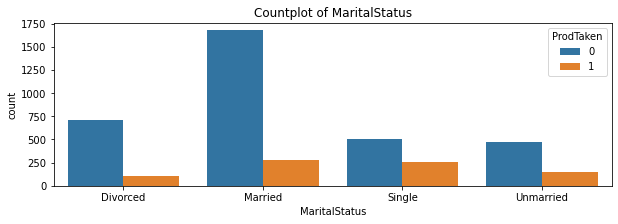 Countplot of MaritalStatus
ProdTaken
0
1
1750
1500
1250
1000
750
500
250
0
count
Divorced Married Single Unmarried
MaritalStatus